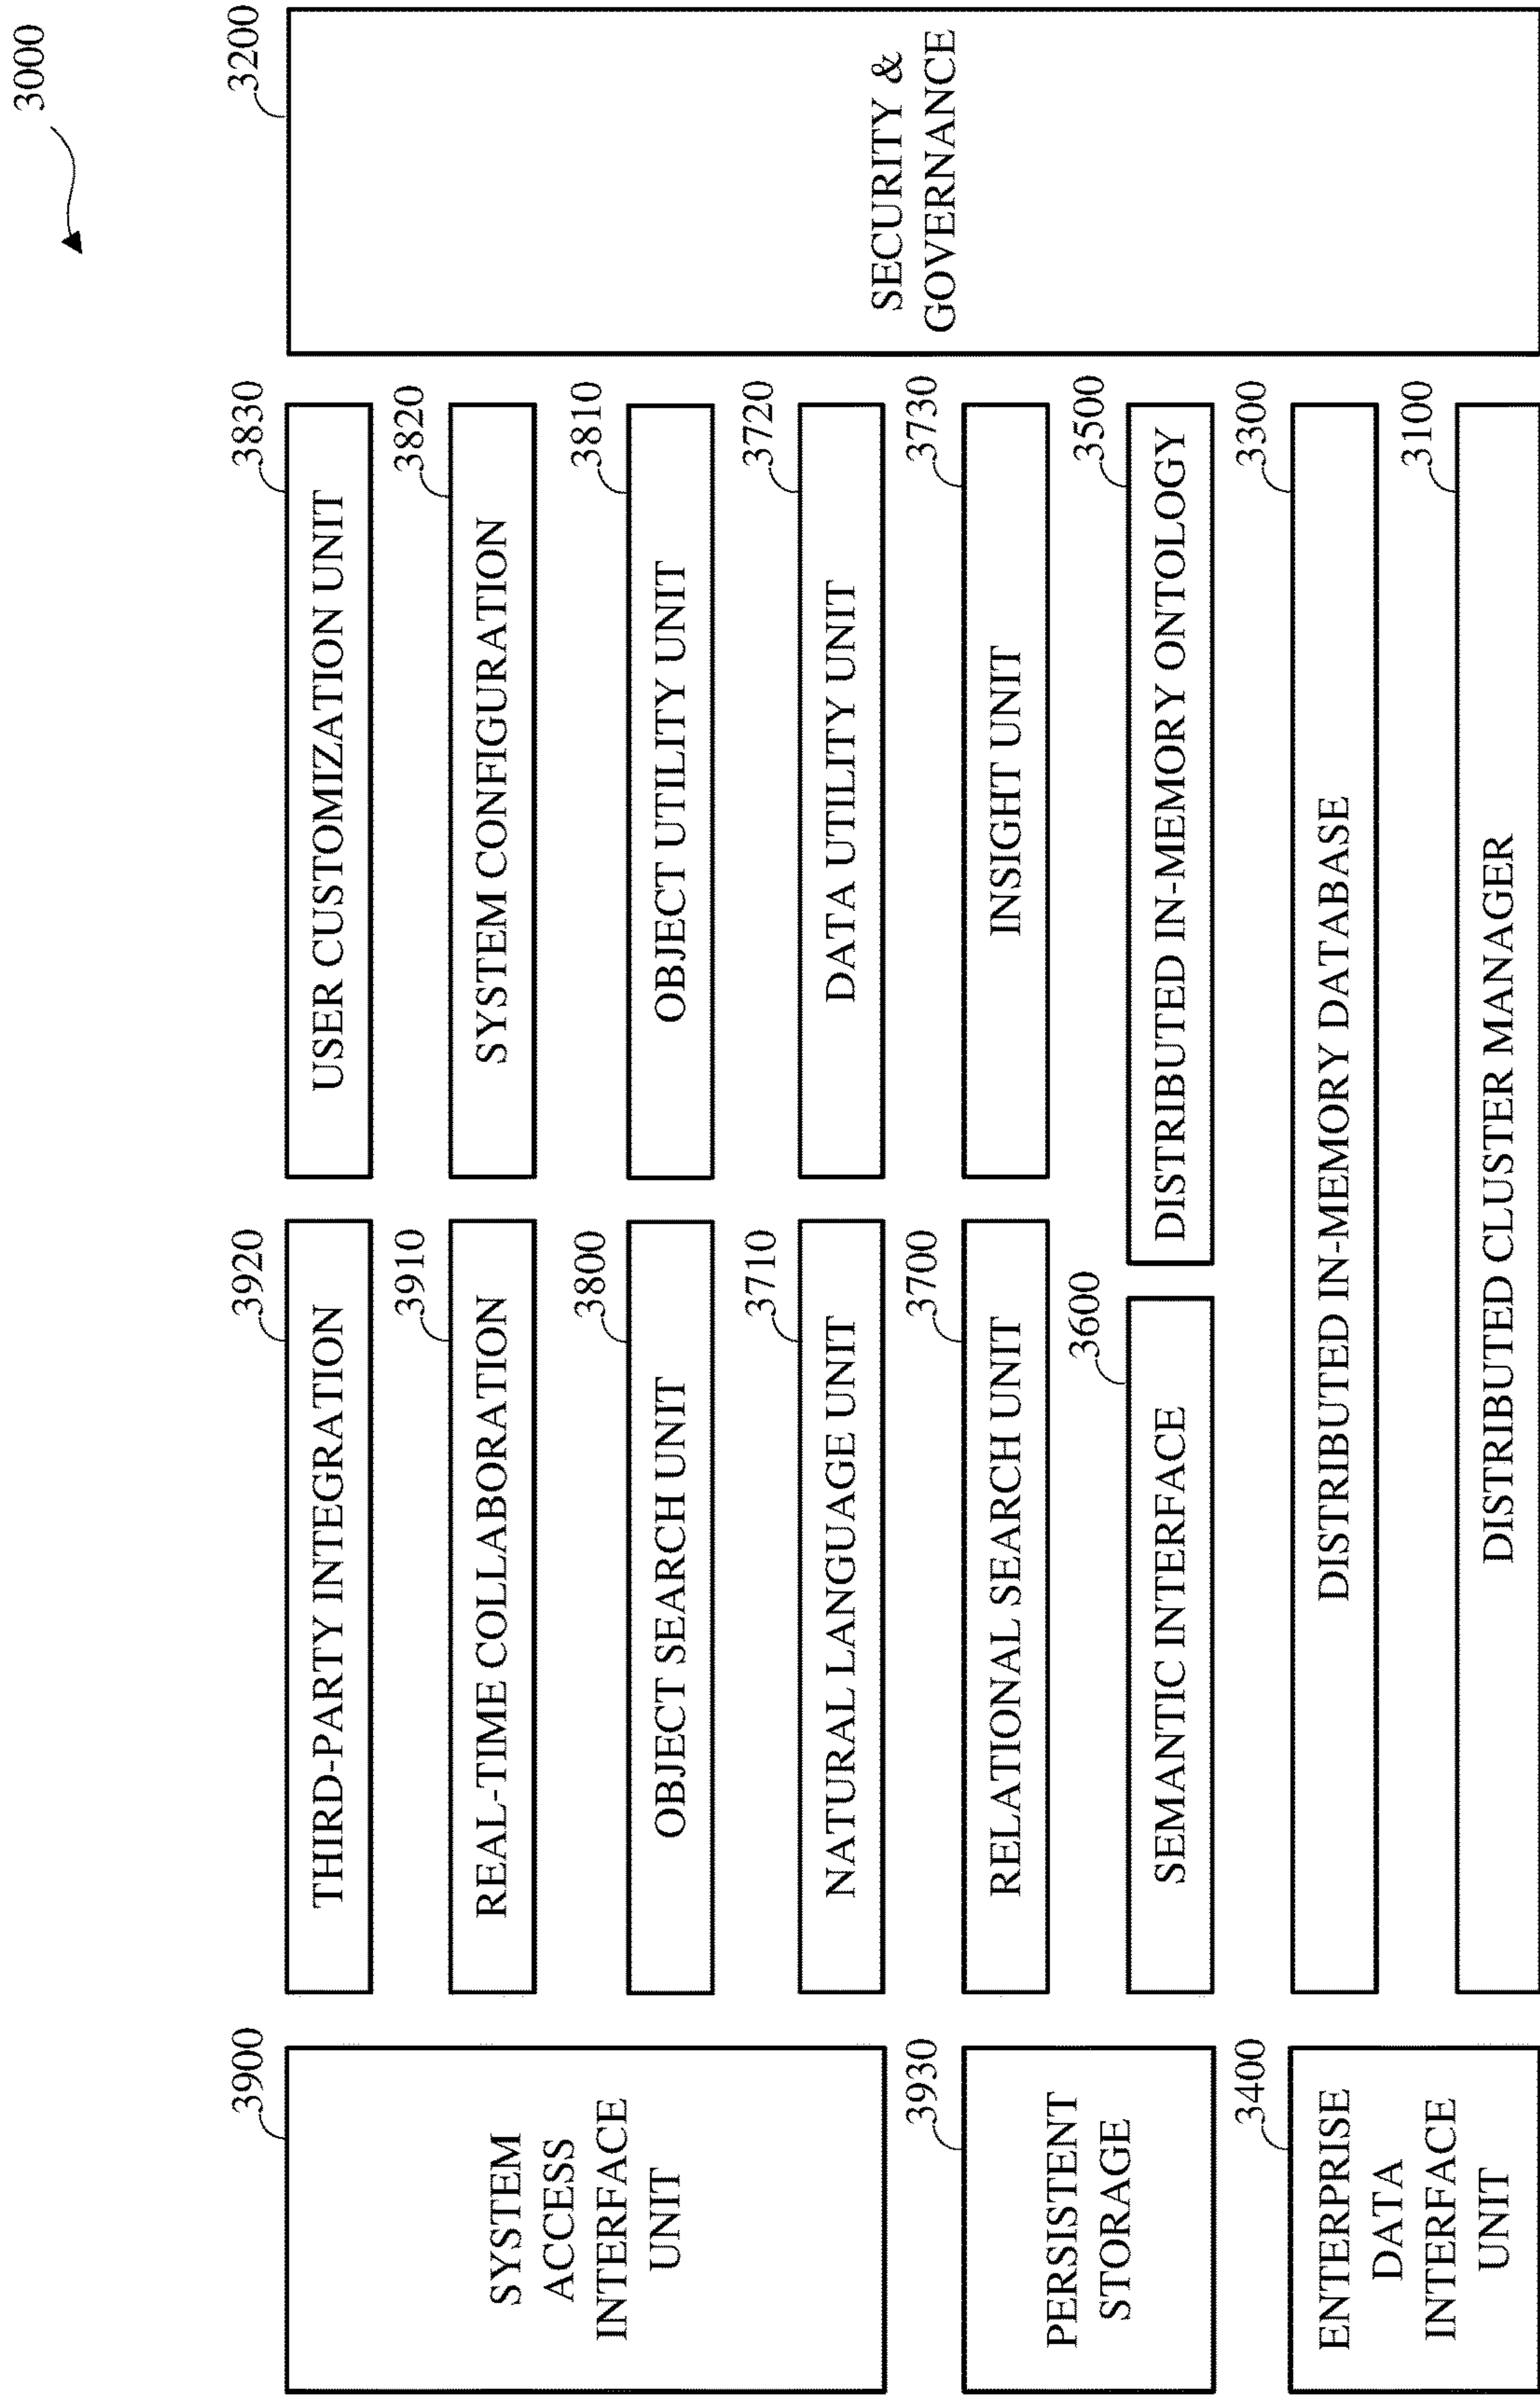 3000
3900
SYSTEM
ACCESS
INTERFACE
UNIT
3920
THIRD-PARTY INTEGRATION
3830
USER CUSTOMIZATION UNIT
3200
SECURITY &
GOVERNANCE
3910
REAL-TIME COLLABORATION
3820
SYSTEM CONFIGURATION
3800
OBJECT SEARCH UNIT
3810
OBJECT UTILITY UNIT
3710
NATURAL LANGUAGE UNIT
3720
DATA UTILITY UNIT
3930
PERSISTENT
STORAGE
3700
RELATIONAL SEARCH UNIT
3730
INSIGHT UNIT
3600
SEMANTIC INTERFACE
3500
DISTRIBUTED IN-MEMORY ONTOLOGY
3400
ENTERPRISE
DATA
INTERFACE
UNIT
3300
DISTRIBUTED IN-MEMORY DATABASE
3100
DISTRIBUTED CLUSTER MANAGER